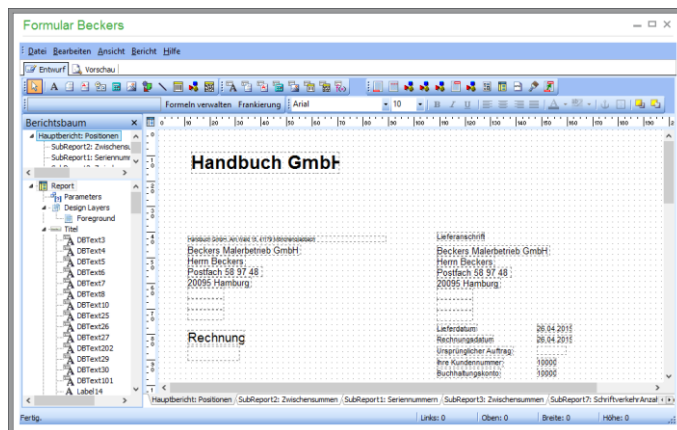 Formular Beckers
Datei Bearbeiten Ansicht Bericht Hilfe
Entwurf Vorschau
Formeln verwalten Frankierung Arial 10
Berichtsbaum
Hauptbericht: Positionen
SubReport2: Zwischensu
SubReport1: Seriennumr
Report
Parameters
Design Layers
Foreground
Titel
DBText3
DBText4
DBText5
DBText6
DBText7
DBText8
DBText10
DBText25
DBText26
DBText27
DBText202
DBText29
DBText30
DBText101
Label14
Handbuch GmbH
Lieferanschrift
Beckers Malerbetrieb GmbH
Herrn Beckers
Postfach 58 97 48
20095 Hamburg
Beckers Malerbetrieb GmbH
Herrn Beckers
Postfach 58 97 48
20095 Hamburg
Rechnung
Lieferdatum 26.04.2015
Rechnungsdatum 26.04.2015
Ursprünglicher Auftrag
Ihre Kundennummer 10000
Buchhaltungskonto 10000
Hauptbericht: Positionen SubReport2: Zwischensummen SubReport1: Seriennummern SubReport3: Zwischensummen SubReport7: SchriftverkehrAnzal
Fertig. Links: 0 Oben: 0 Breite: 0 Höhe: 0